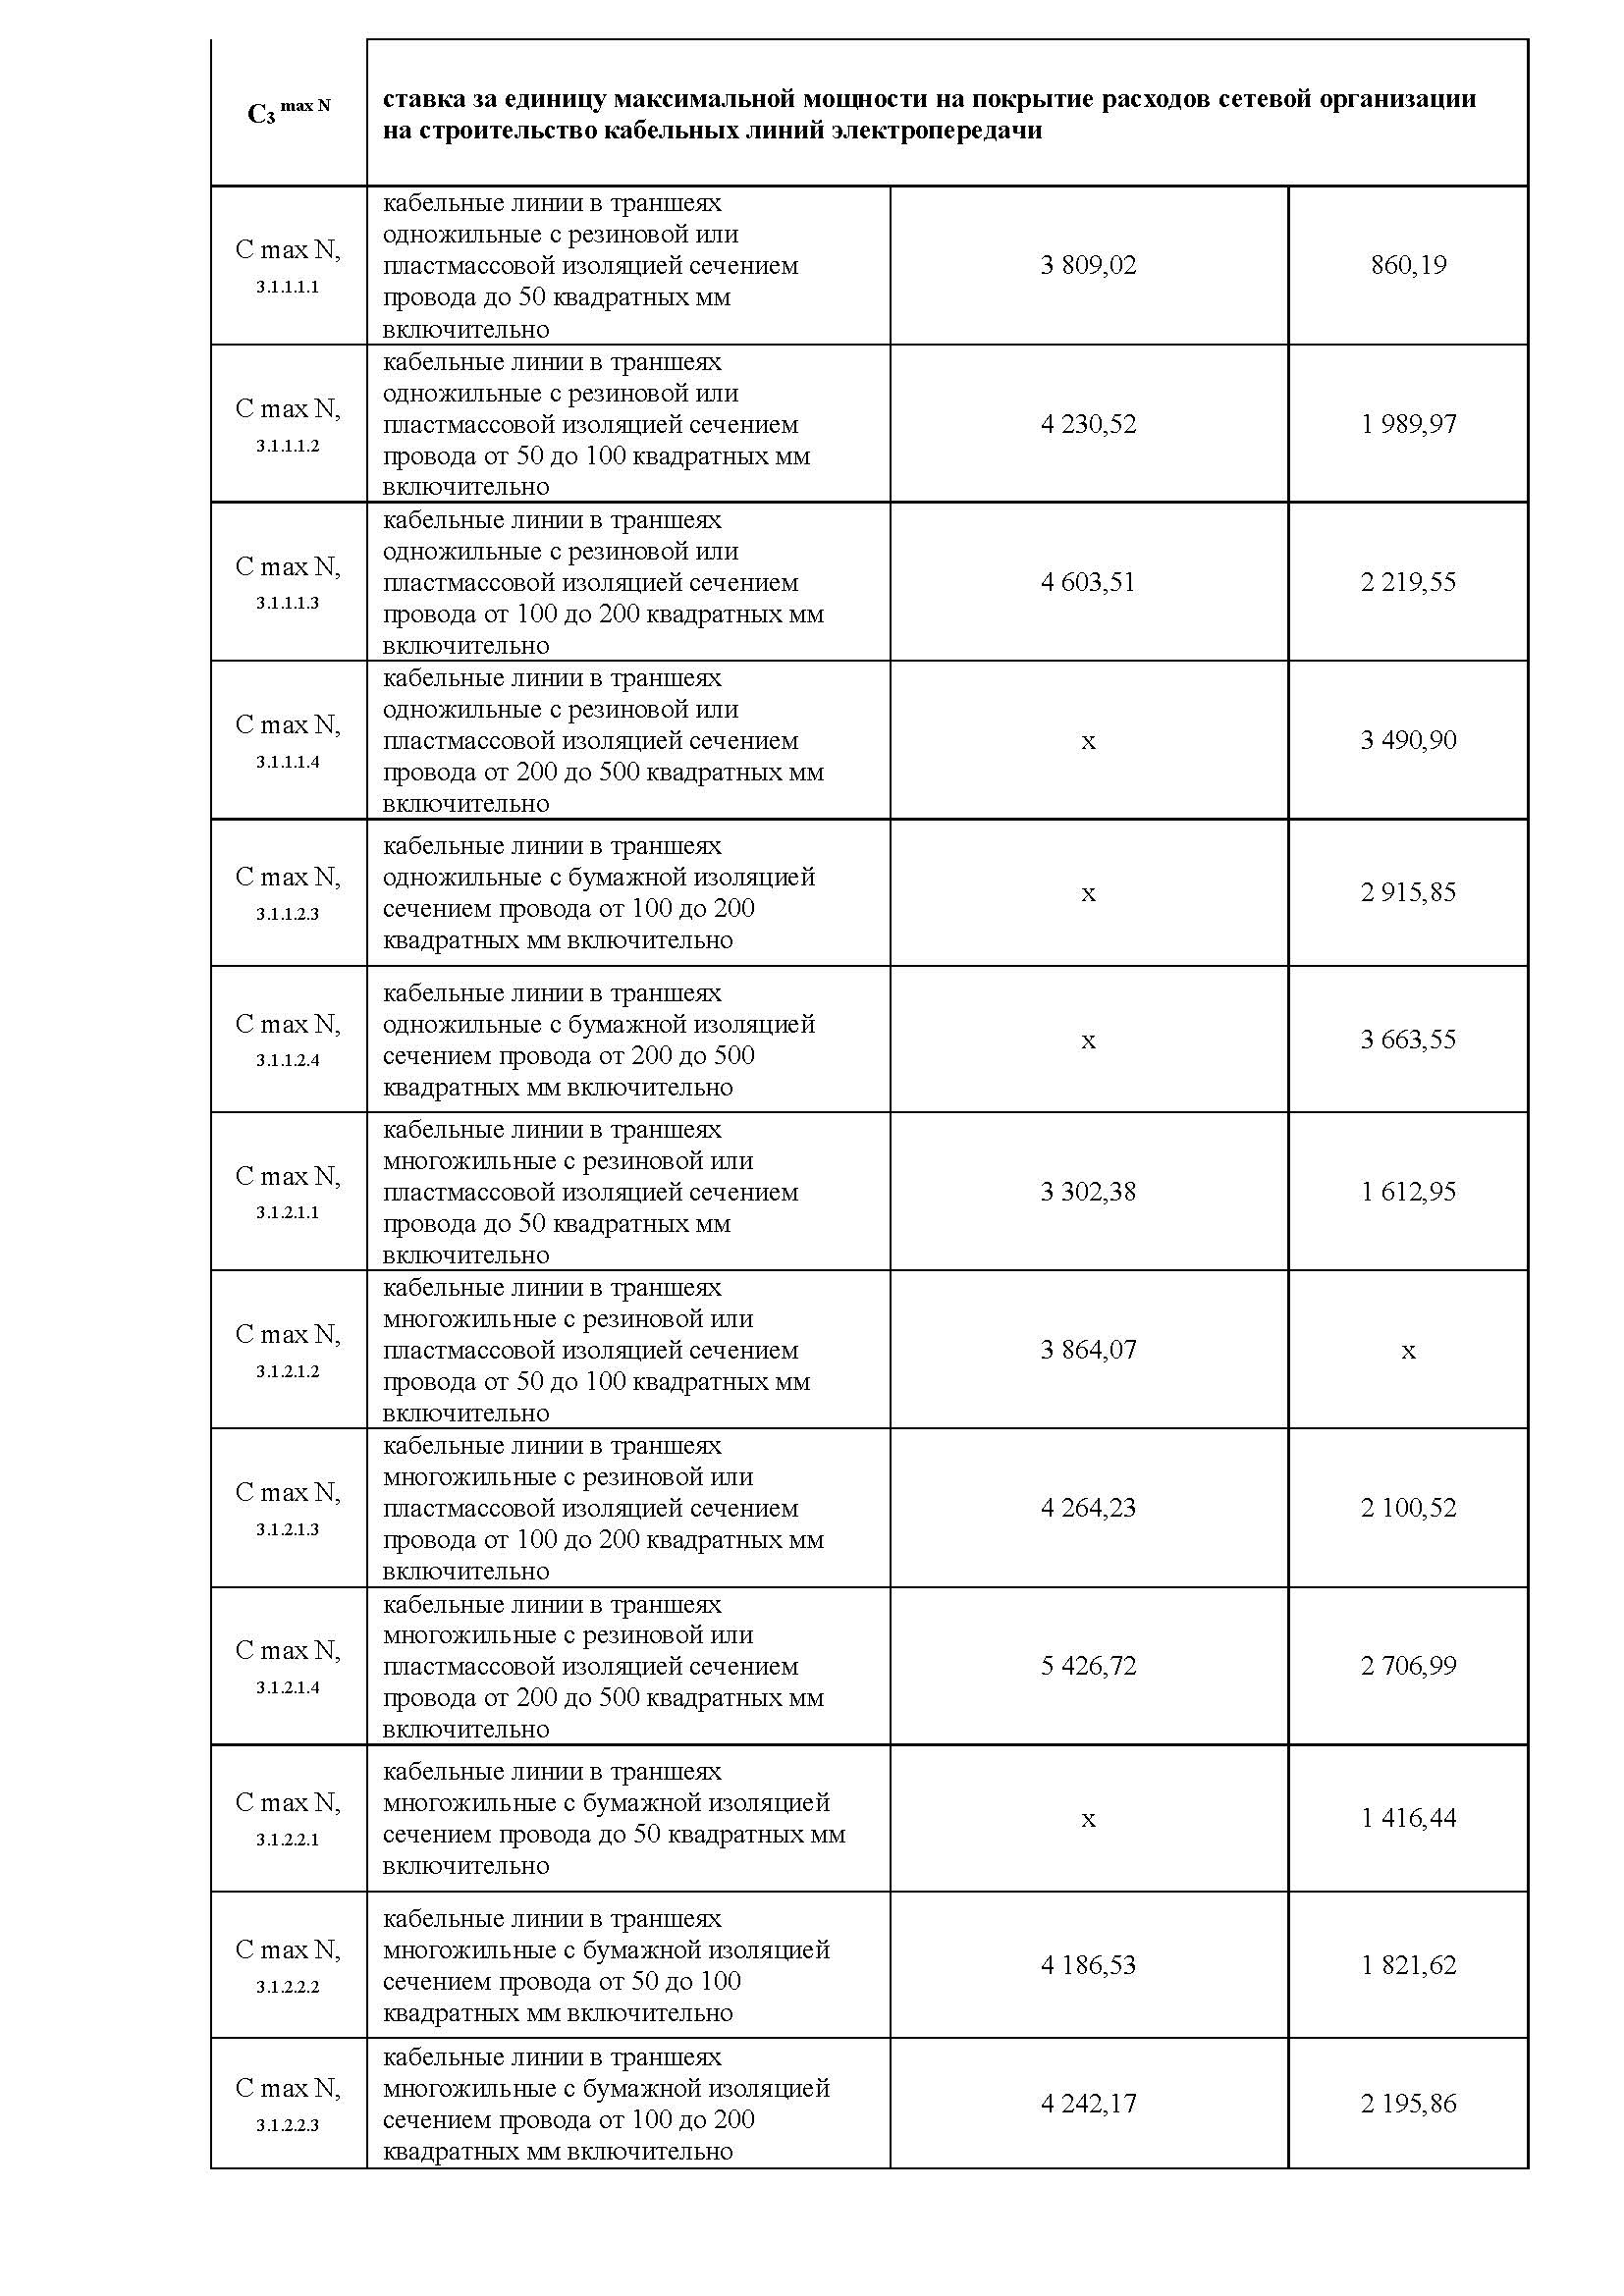 С₃ max N
ставка за единицу максимальной мощности на покрытие расходов сетевой организации
на строительство кабельных линий электропередачи
С max N,
3.1.1.1.1
кабельные линии в траншеях
одножильные с резиновой или
пластмассовой изоляцией сечением
провода до 50 квадратных мм
включительно
3 809,02
860,19
С max N,
3.1.1.1.2
кабельные линии в траншеях
одножильные с резиновой или
пластмассовой изоляцией сечением
провода от 50 до 100 квадратных мм
включительно
4 230,52
1 989,97
С max N,
3.1.1.1.3
кабельные линии в траншеях
одножильные с резиновой или
пластмассовой изоляцией сечением
провода от 100 до 200 квадратных мм
включительно
4 603,51
2 219,55
С max N,
3.1.1.1.4
кабельные линии в траншеях
одножильные с резиновой или
пластмассовой изоляцией сечением
провода от 200 до 500 квадратных мм
включительно
х
3 490,90
С max N,
3.1.1.2.3
кабельные линии в траншеях
одножильные с бумажной изоляцией
сечением провода от 100 до 200
квадратных мм включительно
х
2 915,85
С max N,
3.1.1.2.4
кабельные линии в траншеях
одножильные с бумажной изоляцией
сечением провода от 200 до 500
квадратных мм включительно
х
3 663,55
С max N,
3.1.2.1.1
кабельные линии в траншеях
многожильные с резиновой или
пластмассовой изоляцией сечением
провода до 50 квадратных мм
включительно
3 302,38
1 612,95
С max N,
3.1.2.1.2
кабельные линии в траншеях
многожильные с резиновой или
пластмассовой изоляцией сечением
провода от 50 до 100 квадратных мм
включительно
3 864,07
х
С max N,
3.1.2.1.3
кабельные линии в траншеях
многожильные с резиновой или
пластмассовой изоляцией сечением
провода от 100 до 200 квадратных мм
включительно
4 264,23
2 100,52
С max N,
3.1.2.1.4
кабельные линии в траншеях
многожильные с резиновой или
пластмассовой изоляцией сечением
провода от 200 до 500 квадратных мм
включительно
5 426,72
2 706,99
С max N,
3.1.2.2.1
кабельные линии в траншеях
многожильные с бумажной изоляцией
сечением провода до 50 квадратных мм
включительно
х
1 416,44
С max N,
3.1.2.2.2
кабельные линии в траншеях
многожильные с бумажной изоляцией
сечением провода от 50 до 100
квадратных мм включительно
4 186,53
1 821,62
С max N,
3.1.2.2.3
кабельные линии в траншеях
многожильные с бумажной изоляцией
сечением провода от 100 до 200
квадратных мм включительно
4 242,17
2 195,86